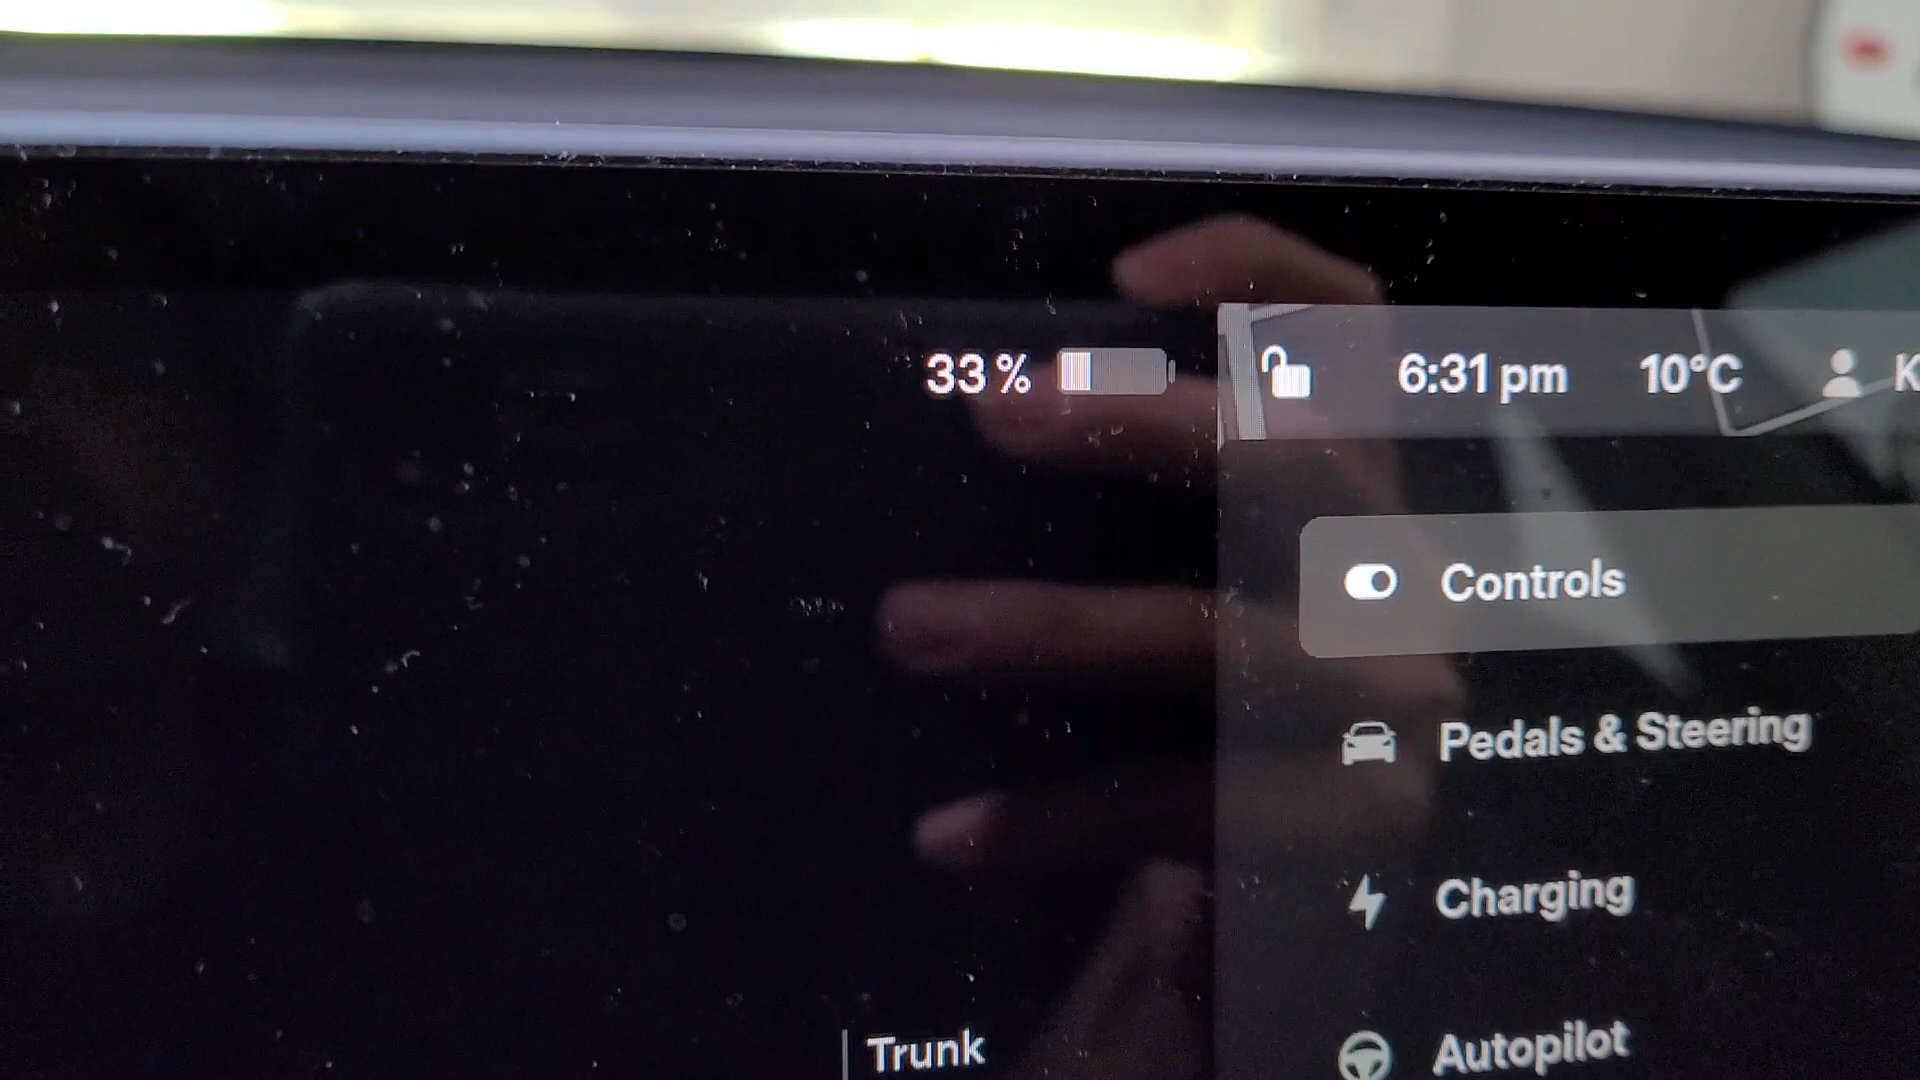 33 % 6:31 pm 10°C K
Controls
Pedals & Steering
Charging
Trunk
Autopilot